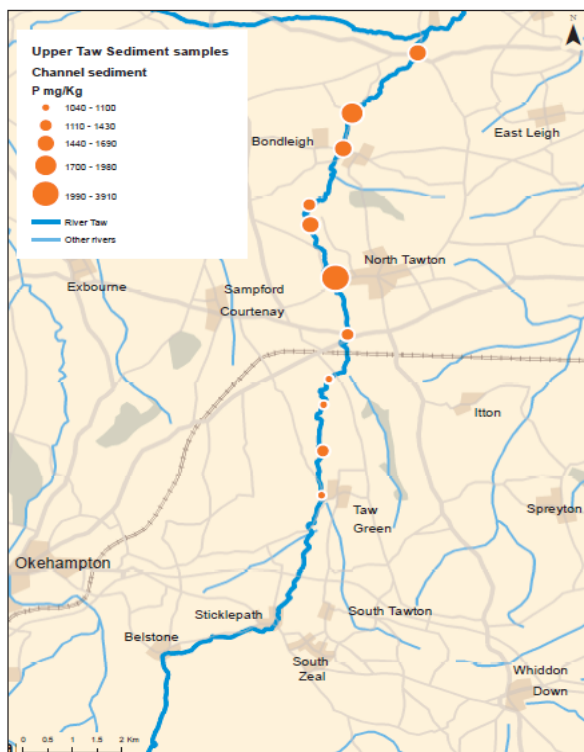 N
Upper Taw Sediment samples
Channel sediment
P mg/Kg
1040 - 1100
1110 - 1430
1440 - 1690
1700 - 1980
1990 - 3910
River Taw
Other rivers
Bondleigh
East Leigh
North Tawton
Exbourne
Sampford
Courtenay
Itton
Taw
Green
Spreyton
Okehampton
Sticklepath
South Tawton
Belstone
South
Zeal
Whiddon
Down
0 0.5 1 1.5 2 Km